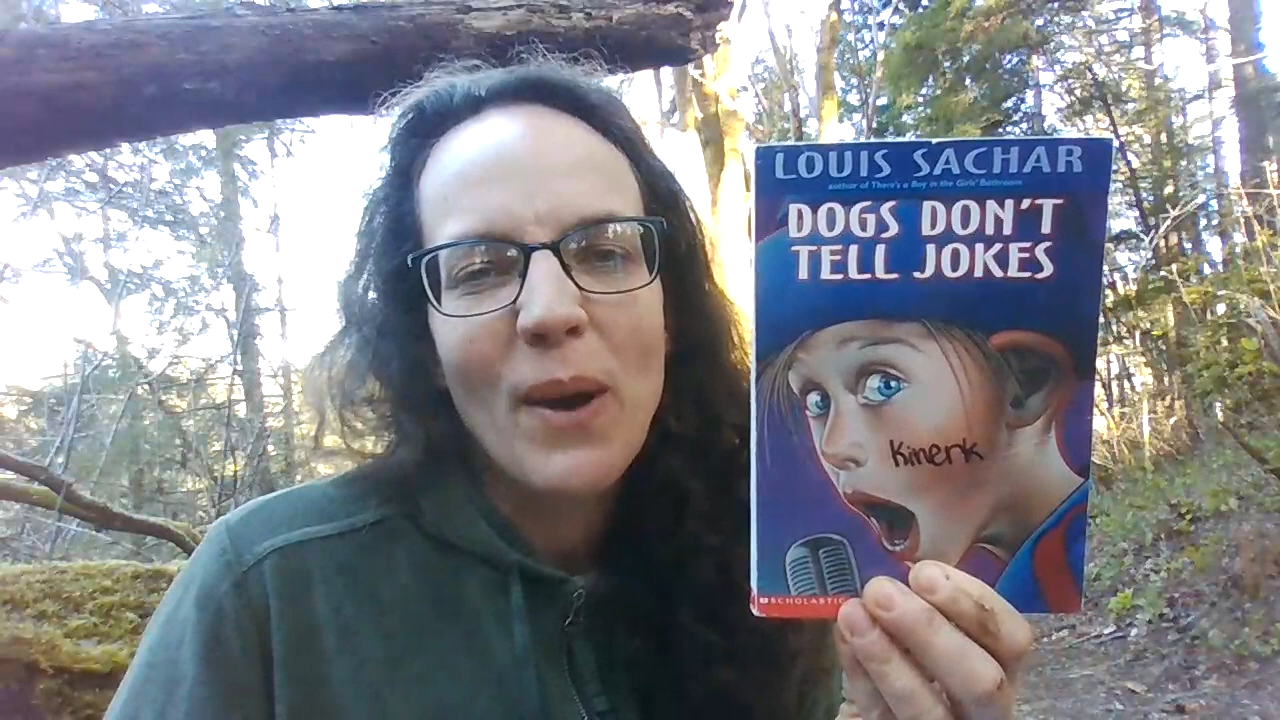 LOUIS SACHAR
author of There's a Boy in the Girls' Bathroom
DOGS DON'T
TELL JOKES
Kinerk
SCHOLASTIC